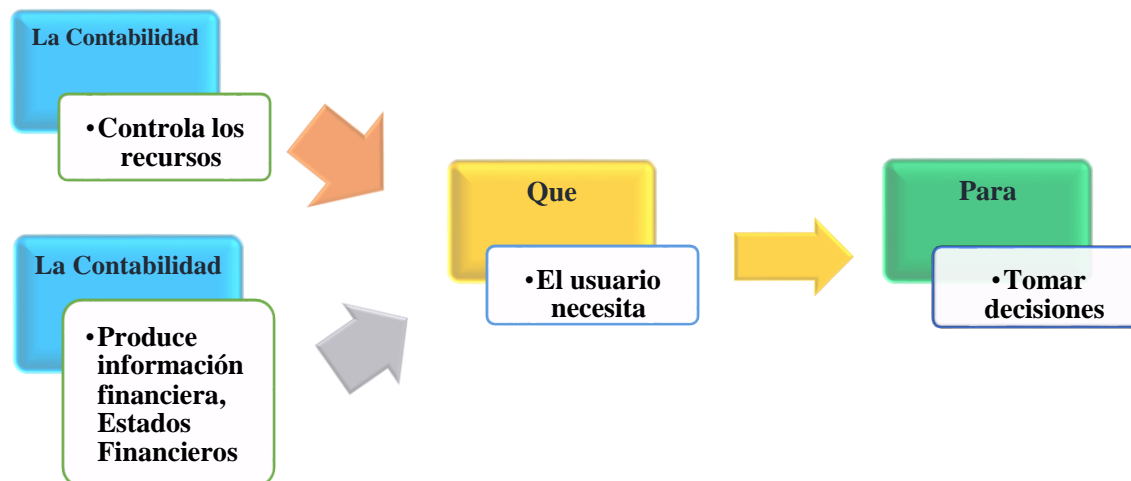 La Contabilidad
•Controla los
recursos
La Contabilidad
•Produce
información
financiera,
Estados
Financieros
Que
•El usuario
necesita
Para
•Tomar
decisiones